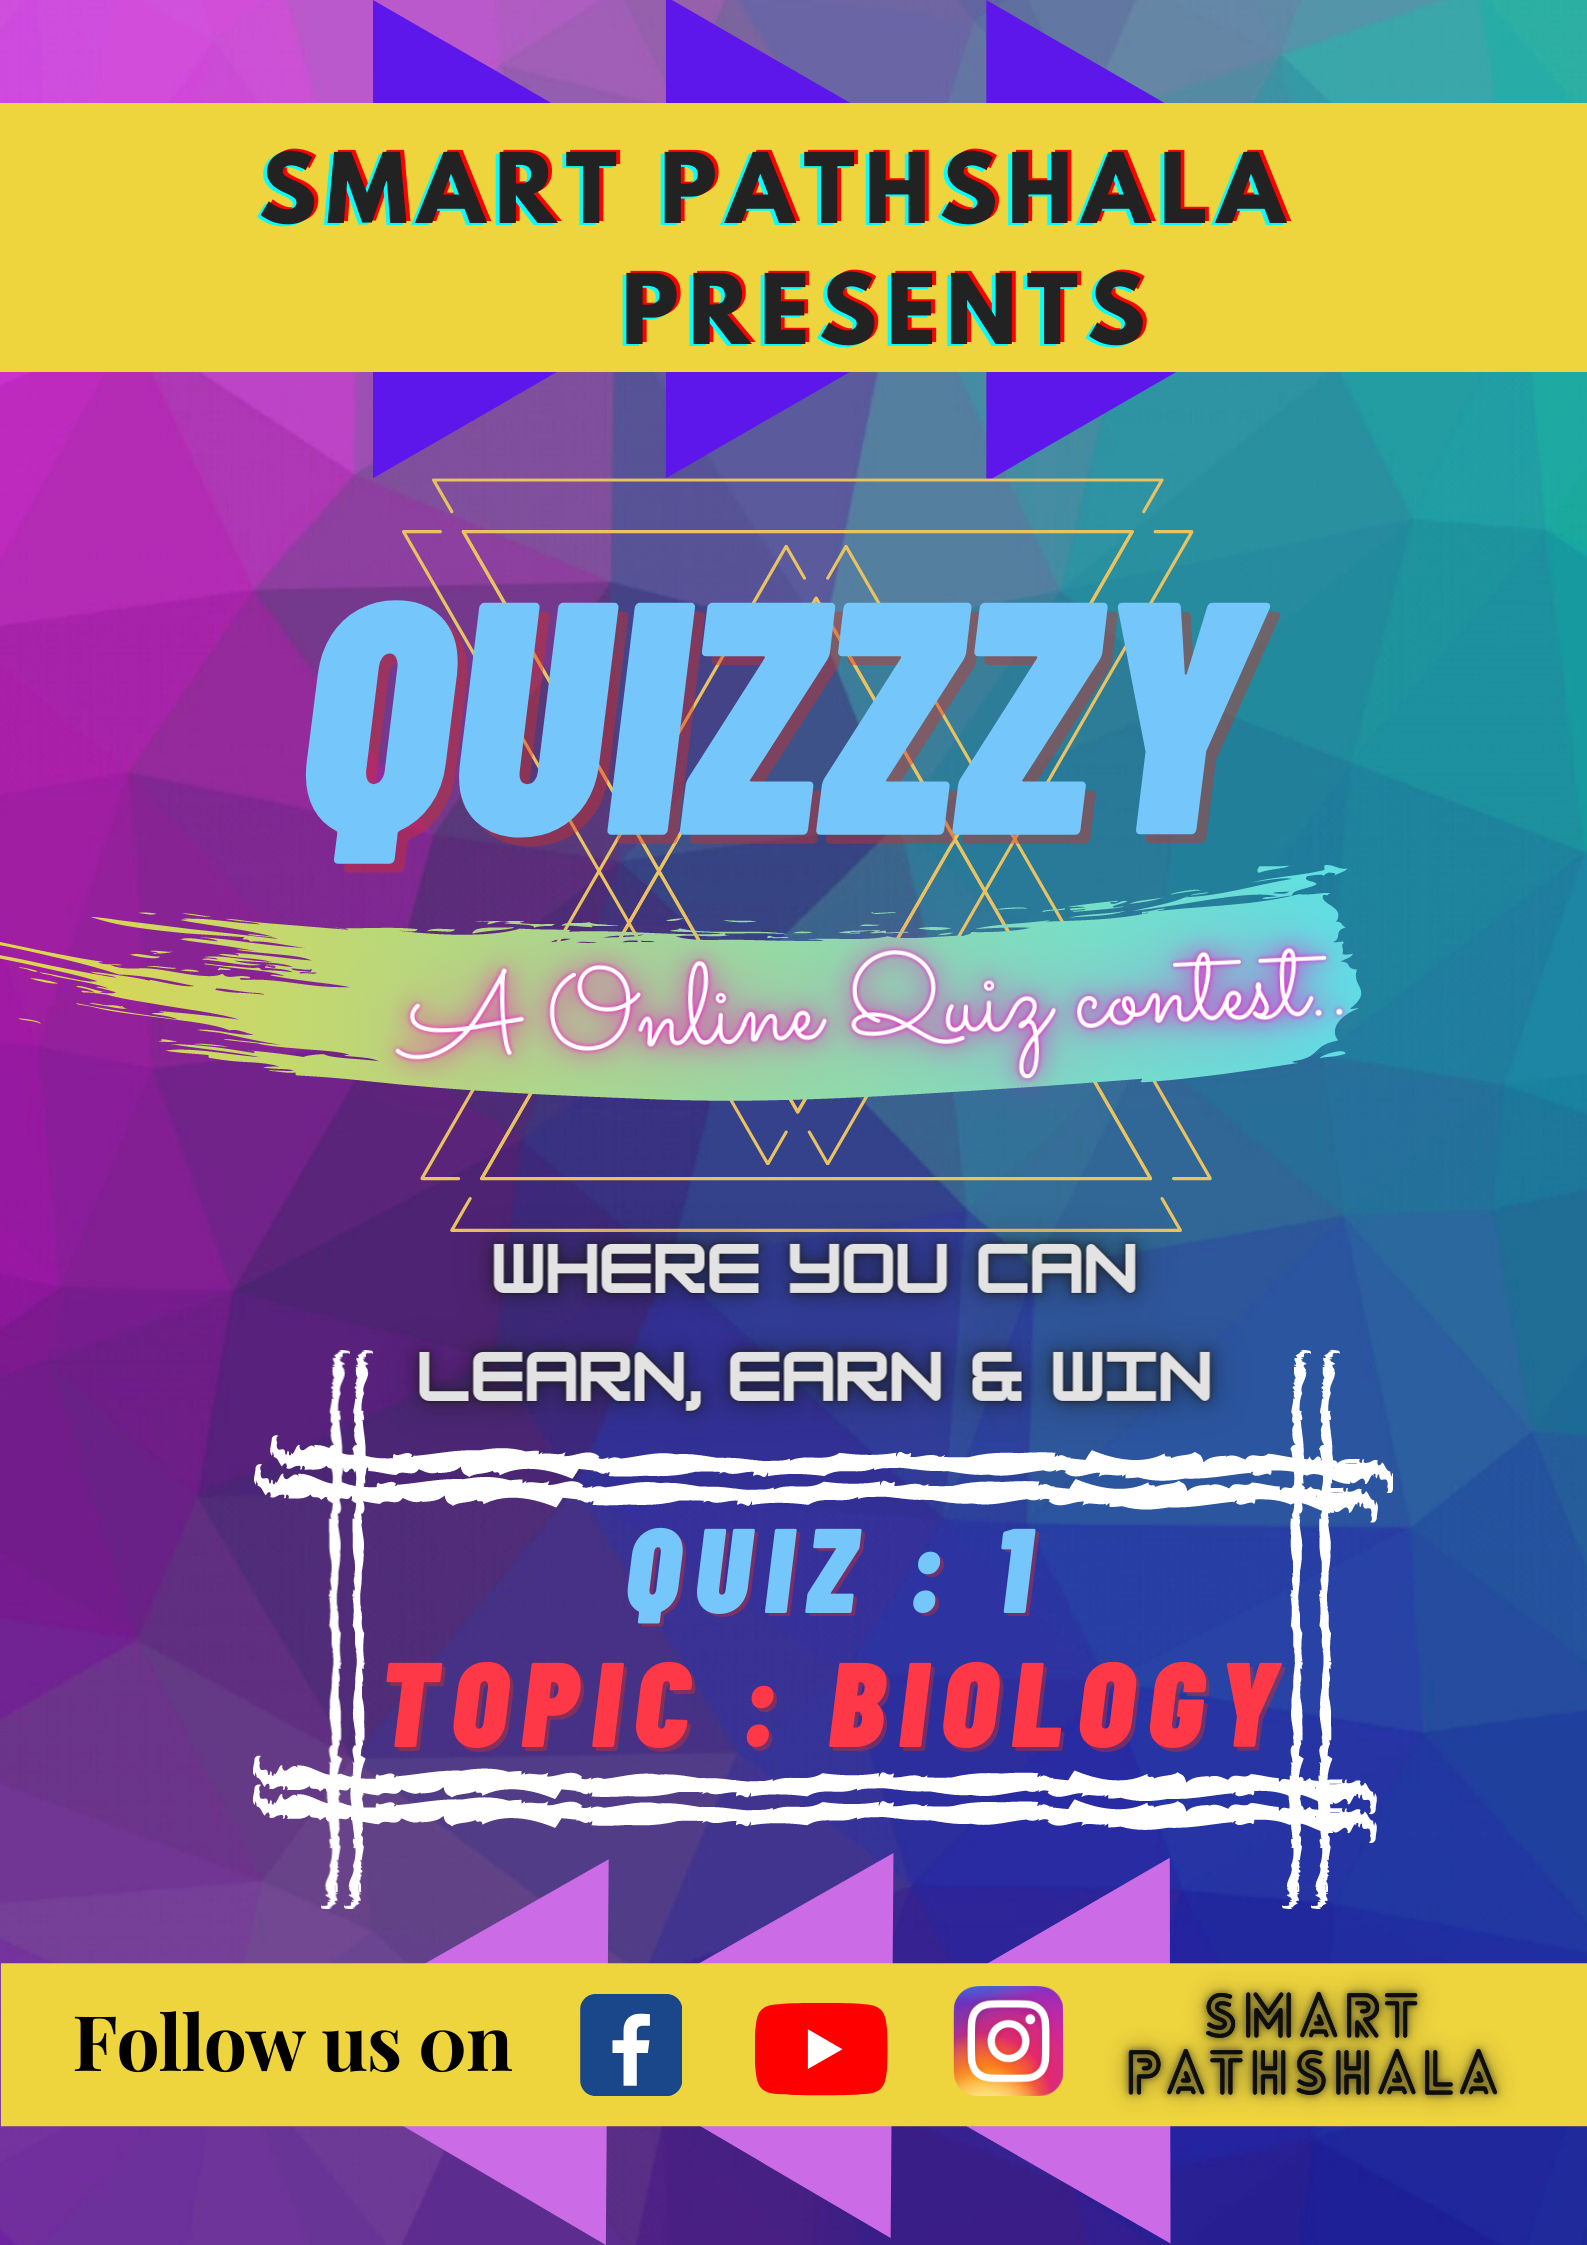 SMART PATHSHALA
PRESENTS
QUIZZZY
A Online Quiz contest..
WHERE YOU CAN
LEARN, EARN & WIN
QUIZ : 1
TOPIC : BIOLOGY
Follow us on
SMART
PATHSHALA